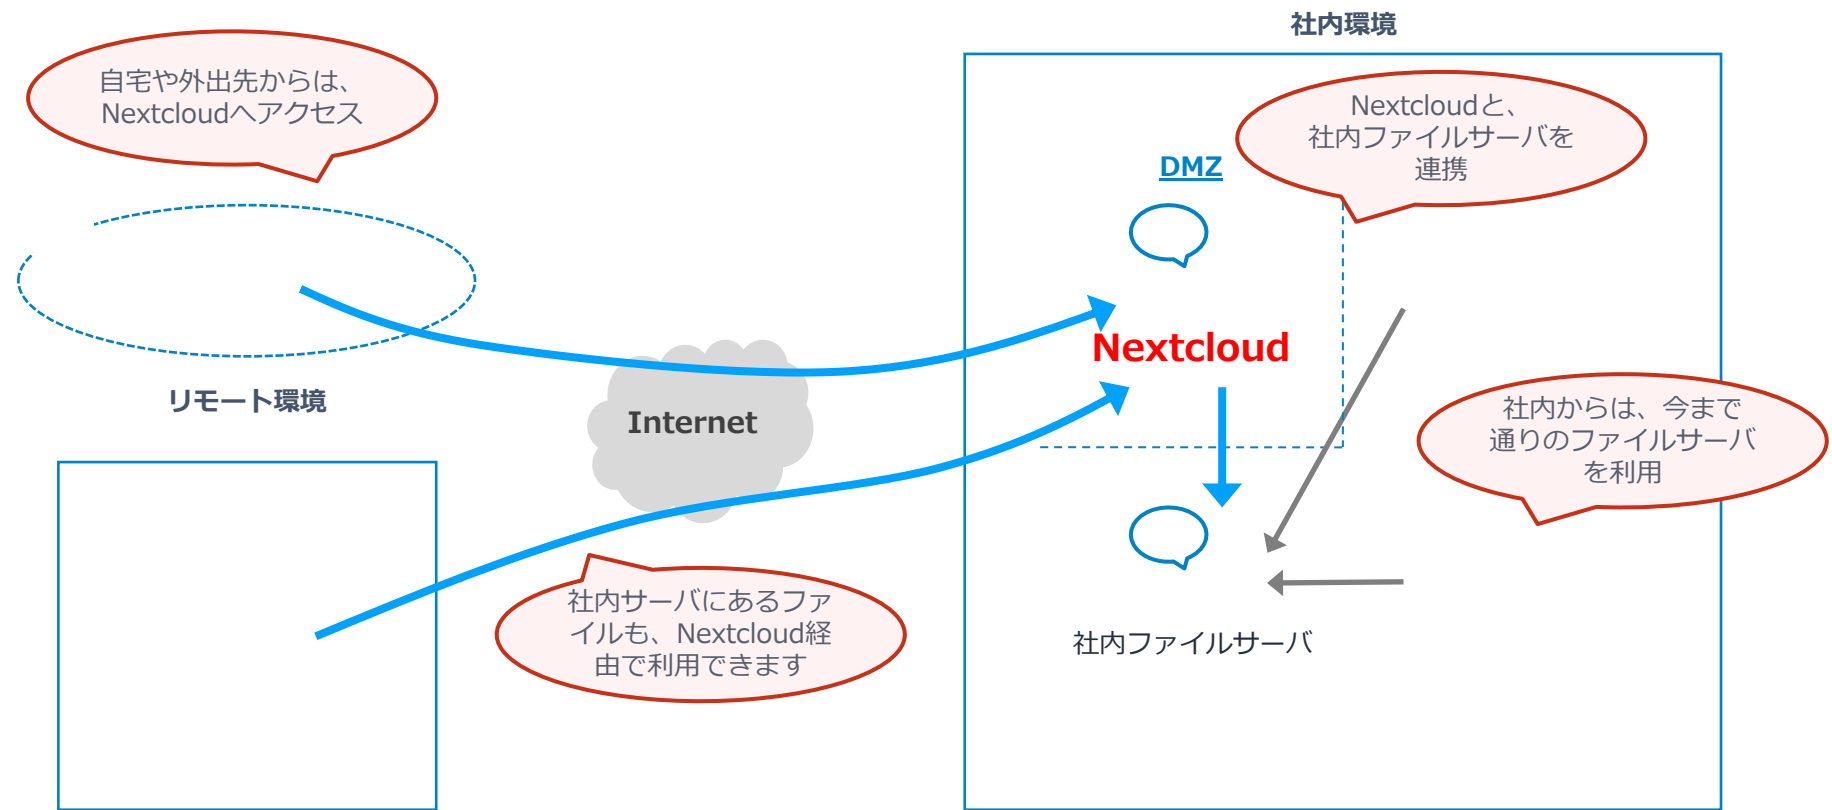 社内環境
自宅や外出先からは、
Nextcloudへアクセス
Nextcloudと、
社内ファイルサーバを
連携
DMZ
Nextcloud
リモート環境
Internet
社内からは、今まで
通りのファイルサーバ
を利用
社内サーバにあるファ
イルも、Nextcloud経
由で利用できます
社内ファイルサーバ